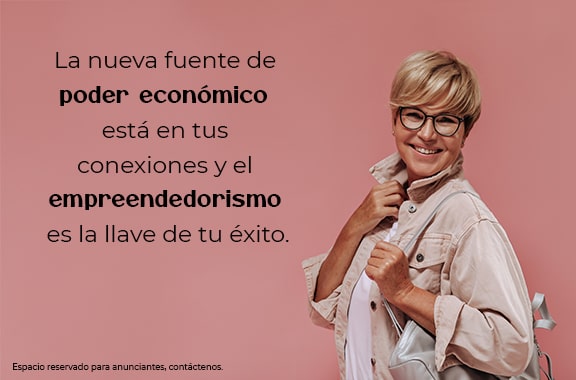 La nueva fuente de
poder económico
está en tus
conexiones y el
empreendedorismo
es la llave de tu éxito.
Espacio reservado para anunciantes, contáctenos.